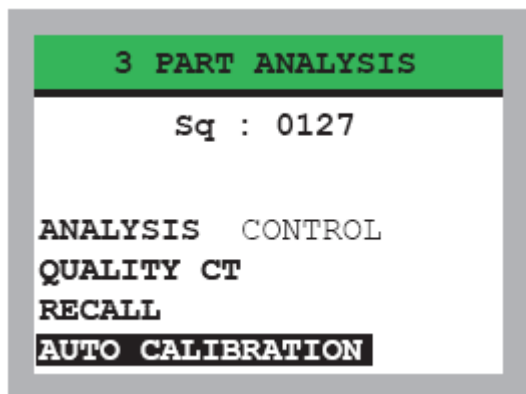 3 PART ANALYSIS
Sq : 0127
ANALYSIS CONTROL
QUALITY CT
RECALL
AUTO CALIBRATION